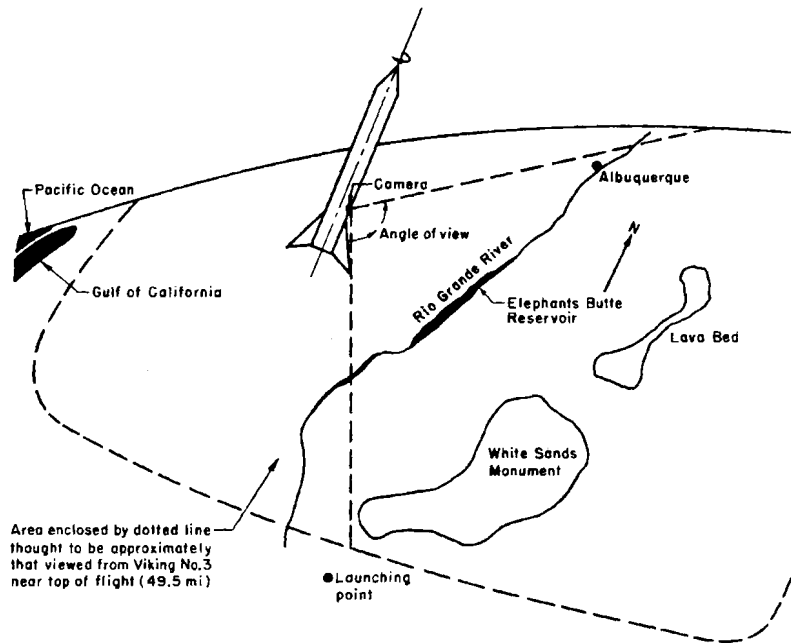 Camera
Pacific Ocean
Albuquerque
Angle of view
N
Gulf of California
Rio Grande River
Elephants Butte
Reservoir
Lava Bed
White Sands
Monument
Area enclosed by dotted line
thought to be approximately
that viewed from Viking No.3
near top of flight (49.5 mi)
Launching
point